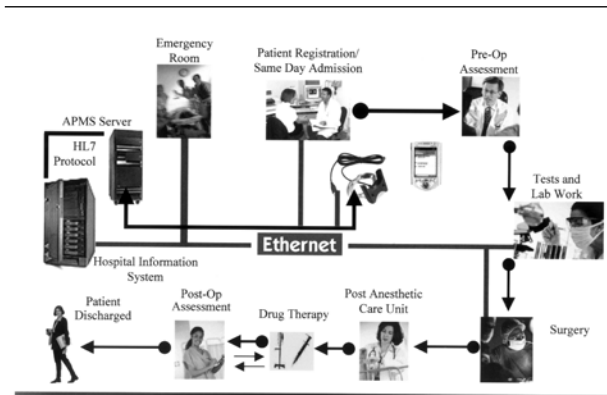 Emergency
Room
Patient Registration/
Same Day Admission
Pre-Op
Assessment
APMS Server
HL7
Protocol
Tests and
Lab Work
Ethernet
Hospital Information
System
Patient
Discharged
Post-Op
Assessment
Drug Therapy
Post Anesthetic
Care Unit
Surgery